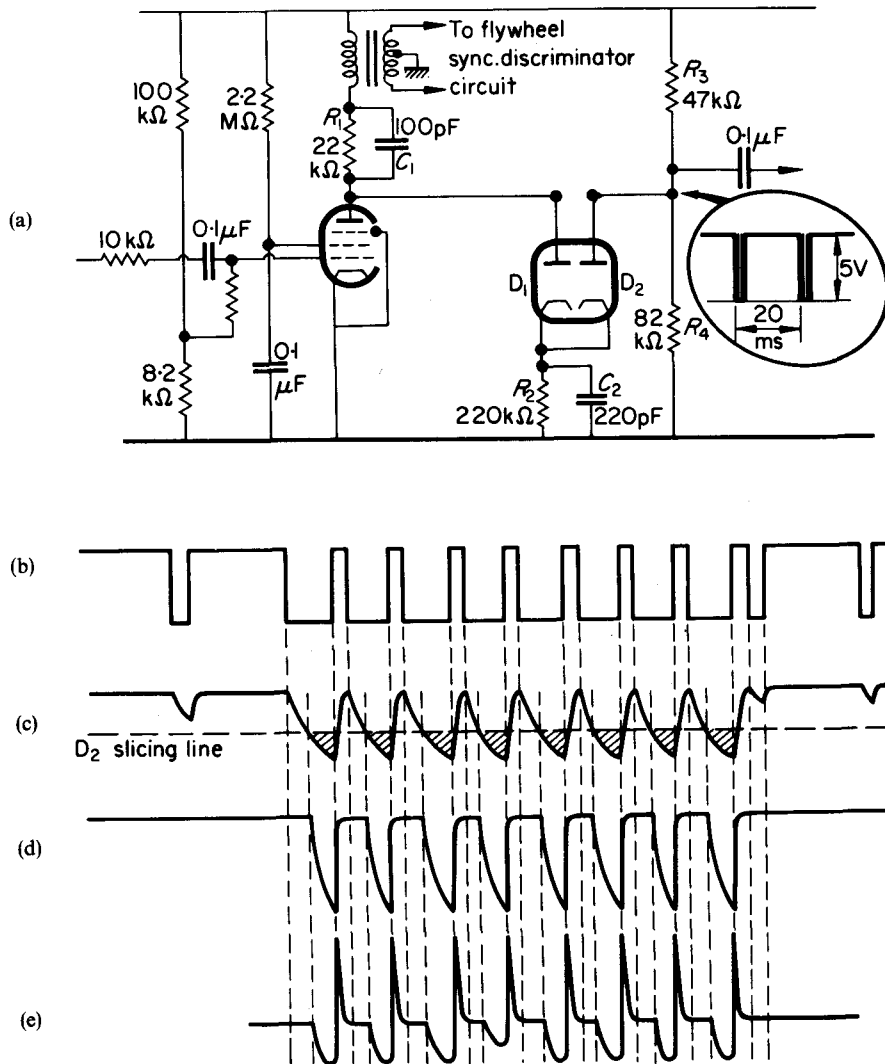 To flywheel
sync.discriminator
circuit
100
kΩ
2·2
MΩ
R₁
22
kΩ
100pF
C₁
R₃
47kΩ
0·1μF
(a)
10kΩ
0·1μF
D₁
D₂
5V
20
ms
82
kΩ
R₄
8·2
kΩ
0·1
μF
R₂
220kΩ
C₂
220pF
(b)
(c)
D₂ slicing line
(d)
(e)